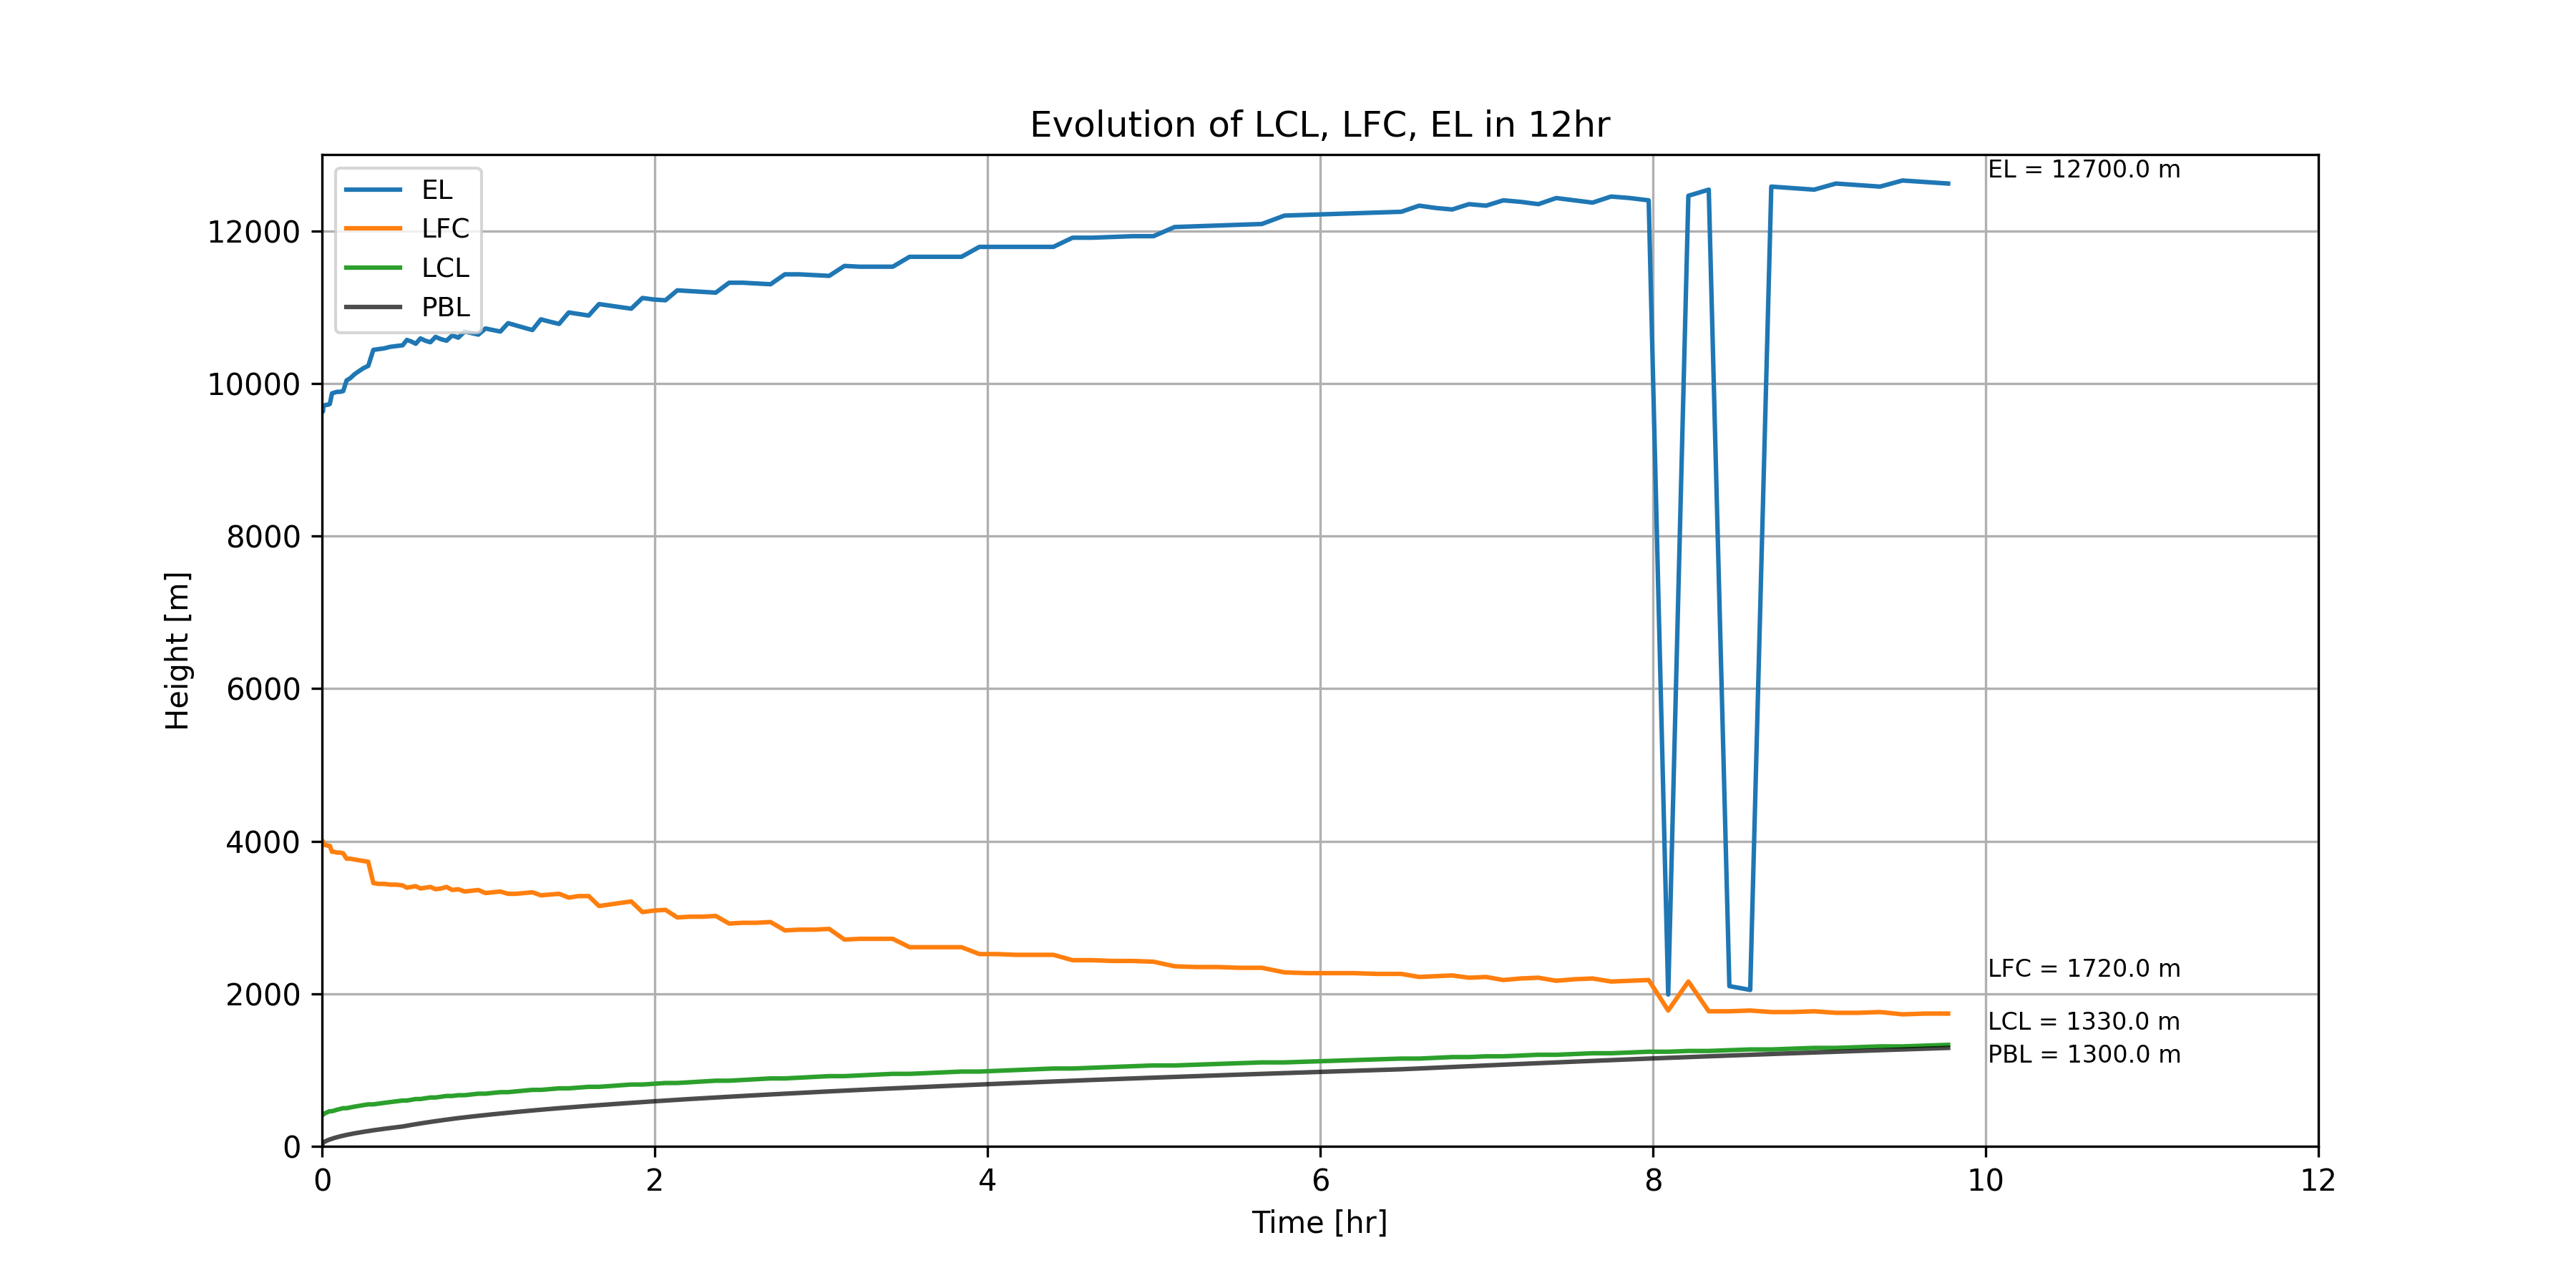 Evolution of LCL, LFC, EL in 12hr
EL
LFC
LCL
PBL
EL = 12700.0 m
LFC = 1720.0 m
LCL = 1330.0 m
PBL = 1300.0 m
Height [m]
12000
10000
8000
6000
4000
2000
0
0 2 4 6 8 10 12
Time [hr]